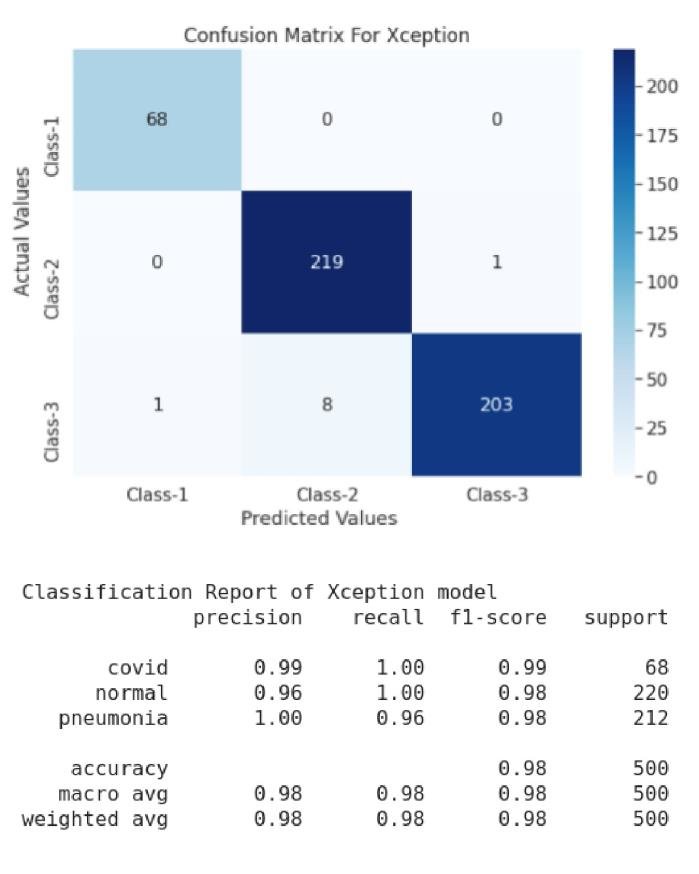 Confusion Matrix For Xception
Actual Values
Class-1
68 0 0
Class-2
0 219 1
Class-3
1 8 203
Class-1 Class-2 Class-3
Predicted Values
200
175
150
125
100
75
50
25
0
Classification Report of Xception model
precision recall f1-score support
covid 0.99 1.00 0.99 68
normal 0.96 1.00 0.98 220
pneumonia 1.00 0.96 0.98 212
accuracy 0.98 500
macro avg 0.98 0.98 0.98 500
weighted avg 0.98 0.98 0.98 500